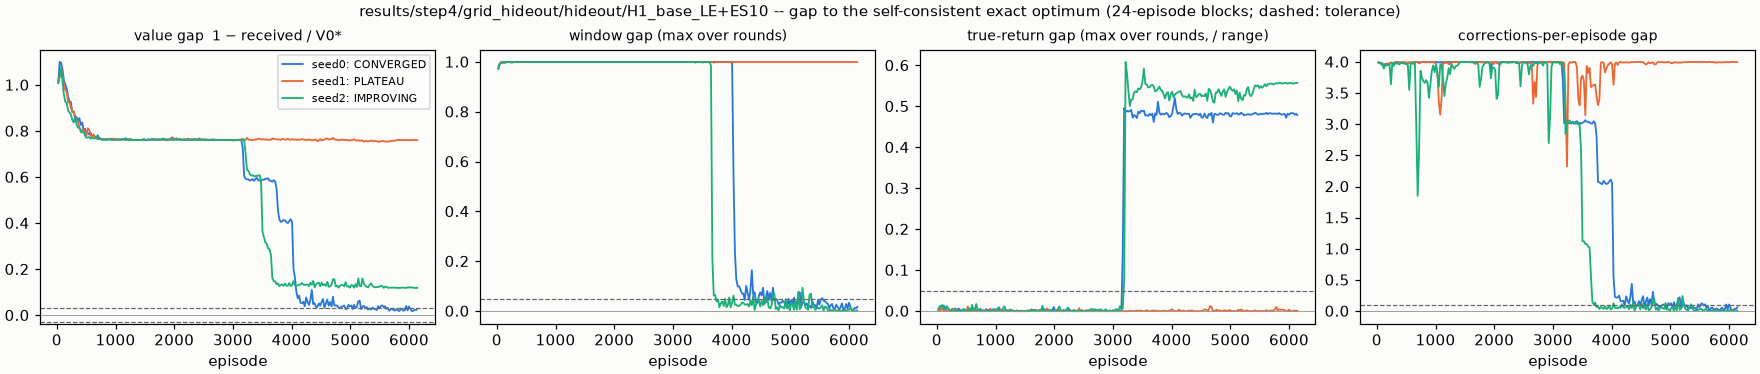 results/step4/grid_hideout/hideout/H1_base_LE+ES10 -- gap to the self-consistent exact optimum (24-episode blocks; dashed: tolerance)
value gap 1 − received / V0*
seed0: CONVERGED
seed1: PLATEAU
seed2: IMPROVING
1.0
0.8
0.6
0.4
0.2
0.0
0 1000 2000 3000 4000 5000 6000
episode
window gap (max over rounds)
1.0
0.8
0.6
0.4
0.2
0.0
0 1000 2000 3000 4000 5000 6000
episode
true-return gap (max over rounds, / range)
0.6
0.5
0.4
0.3
0.2
0.1
0.0
0 1000 2000 3000 4000 5000 6000
episode
corrections-per-episode gap
4.0
3.5
3.0
2.5
2.0
1.5
1.0
0.5
0.0
0 1000 2000 3000 4000 5000 6000
episode